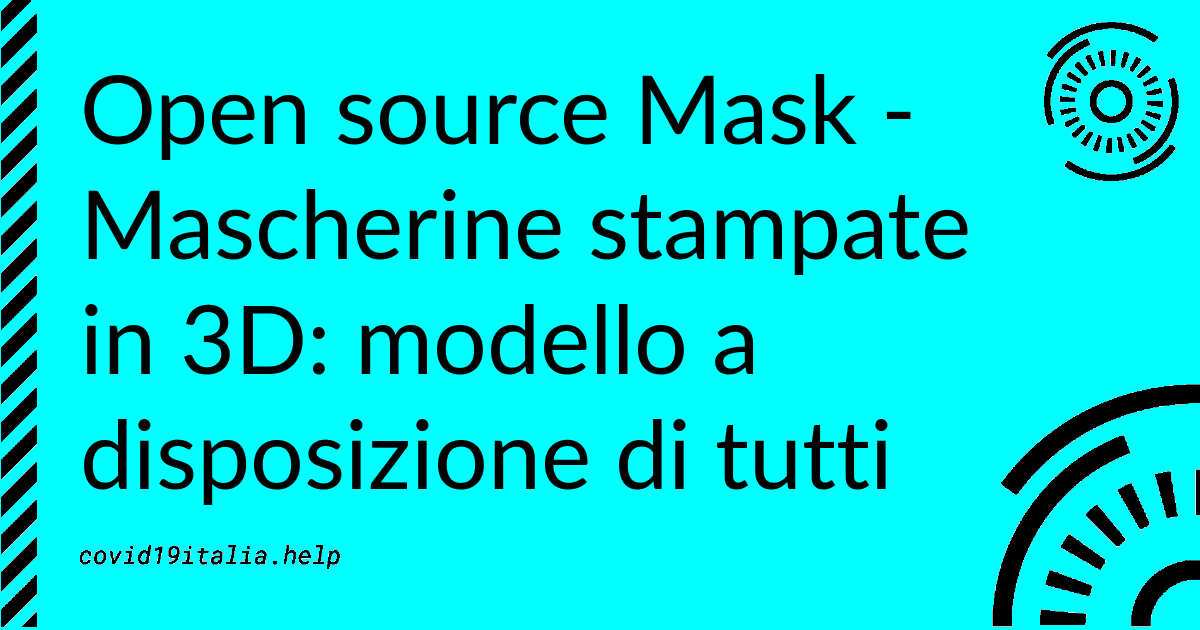 Open source Mask -
Mascherine stampate
in 3D: modello a
disposizione di tutti
covid19italia.help